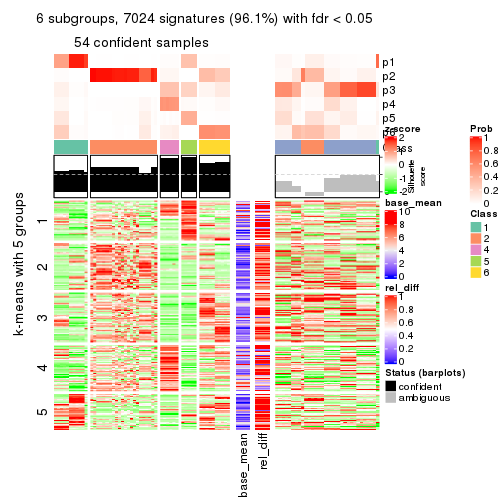 6 subgroups, 7024 signatures (96.1%) with fdr < 0.05
54 confident samples
p1
p2
p3
p4
p5
p6
Class
z-score
2
1
0
-1
-2
Silhouette
score
Prob
1
0.8
0.6
0.4
0.2
0
base_mean
10
8
6
4
2
0
Class
1
2
4
5
6
rel_diff
1
0.8
0.6
0.4
0.2
0
Status (barplots)
confident
ambiguous
k-means with 5 groups
1
2
3
4
5
base_mean
rel_diff